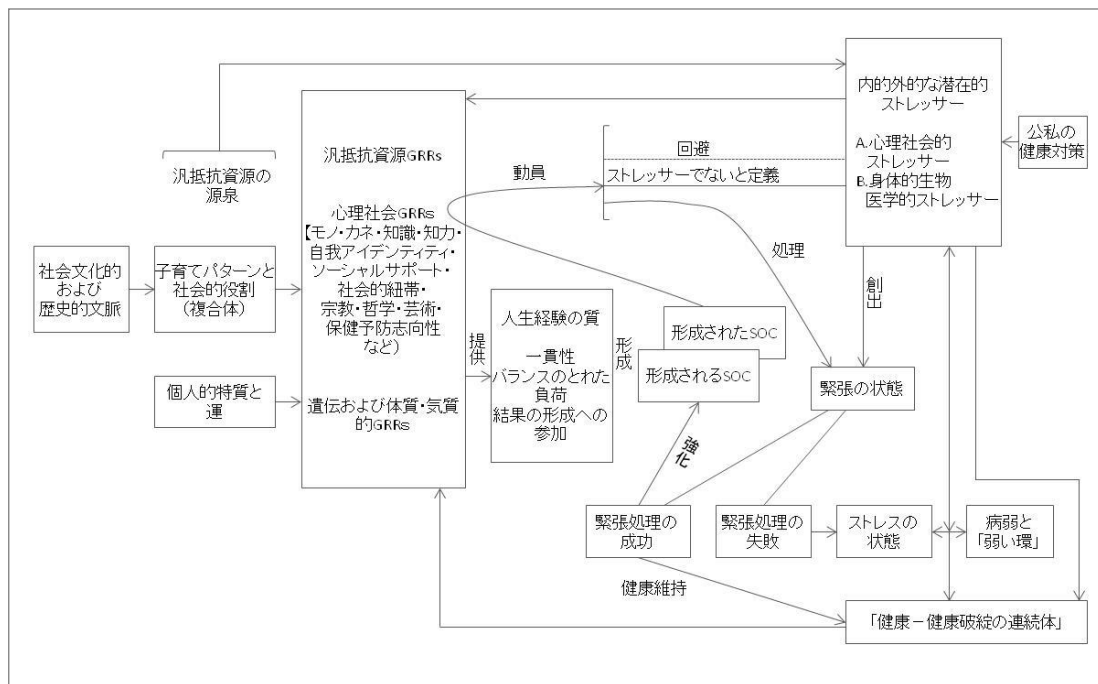 内的外的な潜在的
ストレッサー
A.心理社会的
ストレッサー
B.身体的生物
医学的ストレッサー
公私の
健康対策
汎抵抗資源の
源泉
汎抵抗資源GRRs
心理社会GRRs
【モノ・カネ・知識・知力・
自我アイデンティティ・
ソーシャルサポート・
社会的紐帯・
宗教・哲学・芸術・
保健予防志向性
など）
遺伝および体質・気質
的GRRs
動員
回避
ストレッサーでないと定義
処理
創出
社会文化的
および
歴史的文脈
子育てパターンと
社会的役割
（複合体）
個人的特質と
運
提供
人生経験の質
一貫性
バランスのとれた
負荷
結果の形成への
参加
形成
形成されたSOC
形成されるSOC
緊張の状態
強化
緊張処理の
成功
緊張処理の
失敗
ストレスの
状態
病弱と
「弱い環」
健康維持
「健康－健康破綻の連続体」